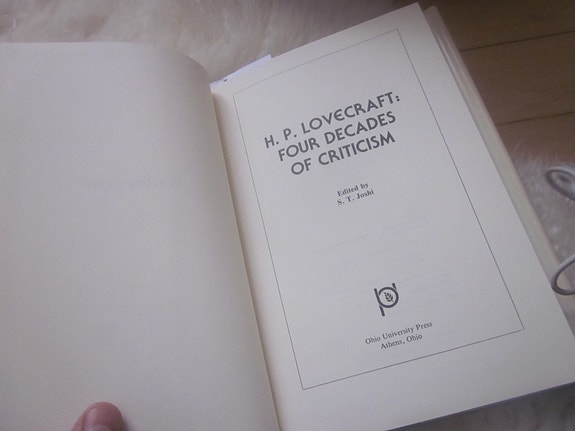 H. P. LOVECRAFT:
FOUR DECADES
OF CRITICISM
Edited by
S. T. Joshi
Ohio University Press
Athens, Ohio